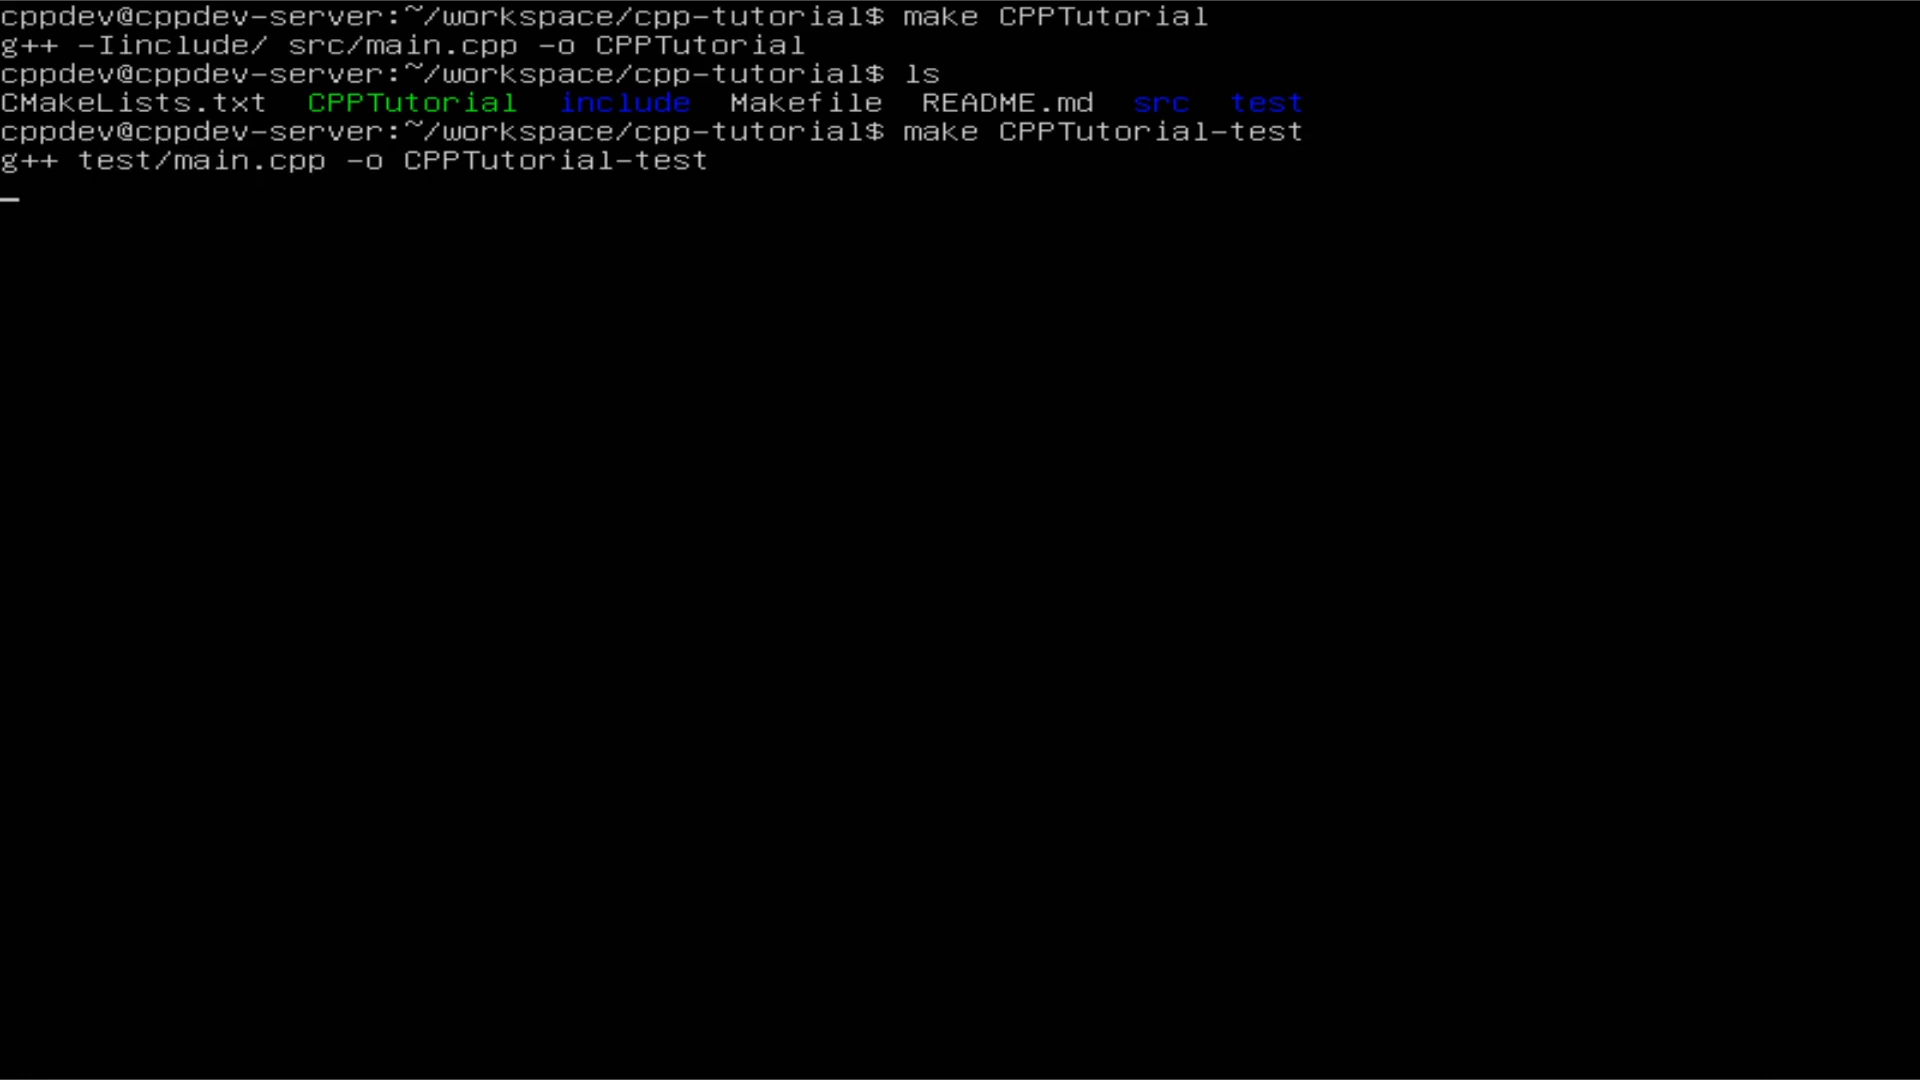 cppdev@cppdev-server:~/workspace/cpp-tutorial$ make CPPTutorial
g++ -Iinclude/ src/main.cpp -o CPPTutorial
cppdev@cppdev-server:~/workspace/cpp-tutorial$ ls
CMakeLists.txt  CPPTutorial  include  Makefile  README.md  src  test
cppdev@cppdev-server:~/workspace/cpp-tutorial$ make CPPTutorial-test
g++ test/main.cpp -o CPPTutorial-test